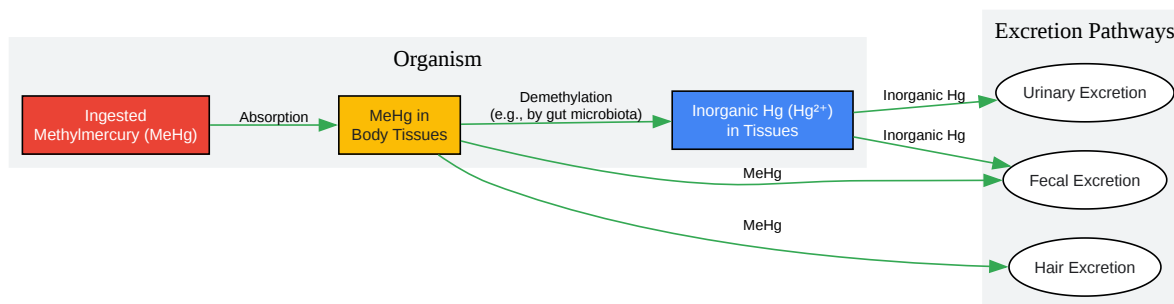 Excretion Pathways
Organism
Ingested
Methylmercury (MeHg)
Absorption
MeHg in
Body Tissues
Demethylation
(e.g., by gut microbiota)
Inorganic Hg (Hg²⁺)
in Tissues
Inorganic Hg
Urinary Excretion
Inorganic Hg
MeHg
Fecal Excretion
MeHg
Hair Excretion